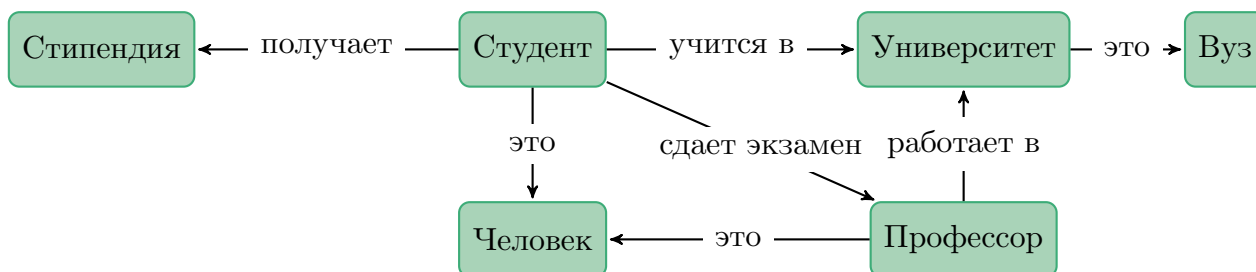 Стипендия получает Студент учится в Университет это Вуз
это сдает экзамен работает в
Человек это Профессор